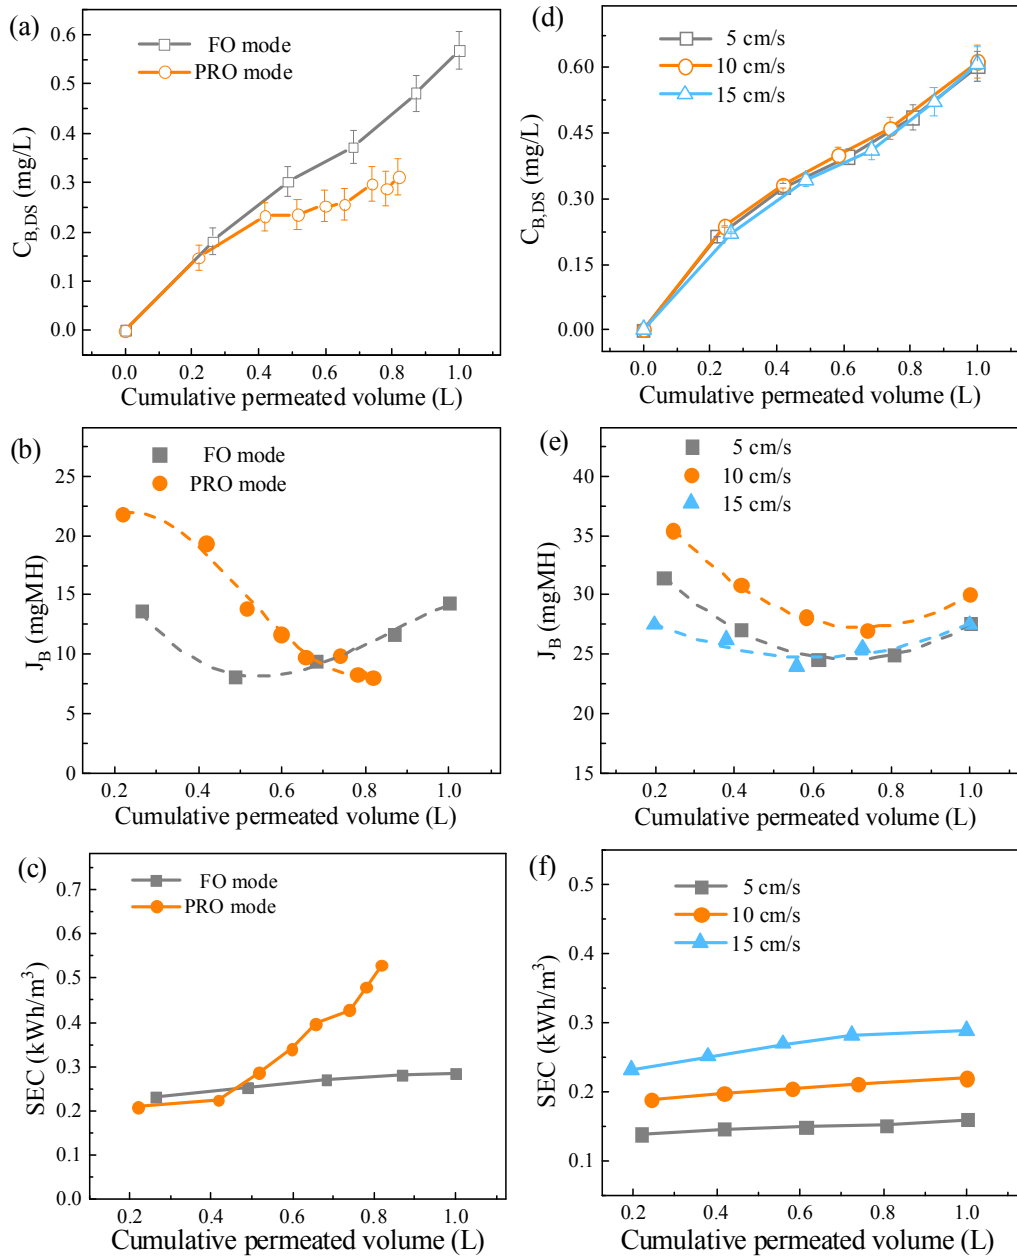 (a)
FO mode
PRO mode
0.6
0.5
0.4
0.3
0.2
0.1
0.0
C_B,DS (mg/L)
0.0 0.2 0.4 0.6 0.8 1.0
Cumulative permeated volume (L)
(d)
5 cm/s
10 cm/s
15 cm/s
0.60
0.45
0.30
0.15
0.00
C_B,DS (mg/L)
0.0 0.2 0.4 0.6 0.8 1.0
Cumulative permeated volume (L)
(b)
FO mode
PRO mode
25
20
15
10
5
0
J_B (mgMH)
0.2 0.4 0.6 0.8 1.0
Cumulative permeated volume (L)
(e)
5 cm/s
10 cm/s
15 cm/s
40
35
30
25
20
15
J_B (mgMH)
0.2 0.4 0.6 0.8 1.0
Cumulative permeated volume (L)
(c)
FO mode
PRO mode
0.7
0.6
0.5
0.4
0.3
0.2
0.1
0.0
SEC (kWh/m³)
0.2 0.4 0.6 0.8 1.0
Cumulative permeated volume (L)
(f)
5 cm/s
10 cm/s
15 cm/s
0.5
0.4
0.3
0.2
0.1
SEC (kWh/m³)
0.2 0.4 0.6 0.8 1.0
Cumulative permeated volume (L)